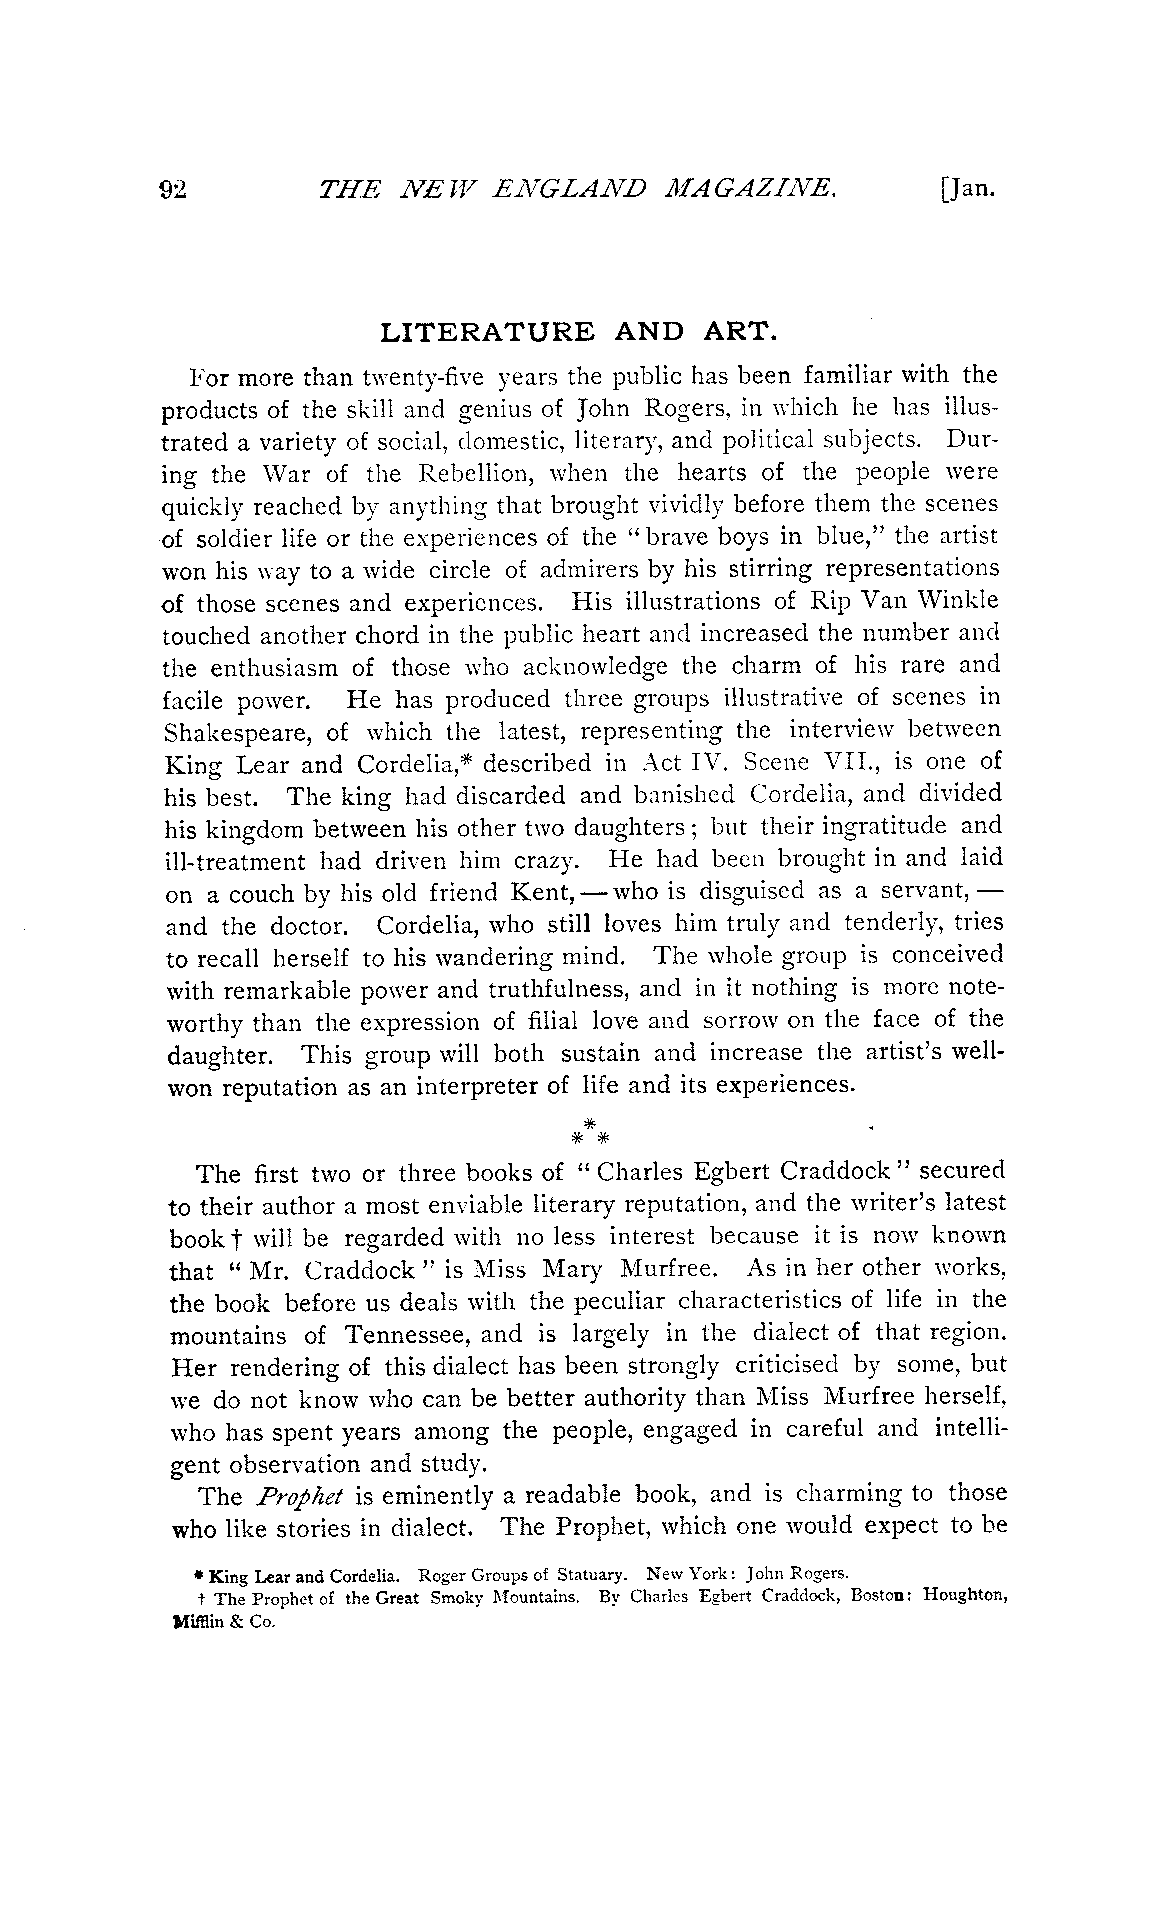 92 THE NEW ENGLAND MAGAZINE. [Jan.
LITERATURE AND ART.
For more than twenty-five years the public has been familiar with the
products of the skill and genius of John Rogers, in which he has illus-
trated a variety of social, domestic, literary, and political subjects. Dur-
ing the War of the Rebellion, when the hearts of the people were
quickly reached by anything that brought vividly before them the scenes
of soldier life or the experiences of the "brave boys in blue," the artist
won his way to a wide circle of admirers by his stirring representations
of those scenes and experiences. His illustrations of Rip Van Winkle
touched another chord in the public heart and increased the number and
the enthusiasm of those who acknowledge the charm of his rare and
facile power. He has produced three groups illustrative of scenes in
Shakespeare, of which the latest, representing the interview between
King Lear and Cordelia,* described in Act IV. Scene VII., is one of
his best. The king had discarded and banished Cordelia, and divided
his kingdom between his other two daughters; but their ingratitude and
ill-treatment had driven him crazy. He had been brought in and laid
on a couch by his old friend Kent, — who is disguised as a servant, —
and the doctor. Cordelia, who still loves him truly and tenderly, tries
to recall herself to his wandering mind. The whole group is conceived
with remarkable power and truthfulness, and in it nothing is more note-
worthy than the expression of filial love and sorrow on the face of the
daughter. This group will both sustain and increase the artist's well-
won reputation as an interpreter of life and its experiences.
*
* *
The first two or three books of "Charles Egbert Craddock" secured
to their author a most enviable literary reputation, and the writer's latest
book† will be regarded with no less interest because it is now known
that "Mr. Craddock" is Miss Mary Murfree. As in her other works,
the book before us deals with the peculiar characteristics of life in the
mountains of Tennessee, and is largely in the dialect of that region.
Her rendering of this dialect has been strongly criticised by some, but
we do not know who can be better authority than Miss Murfree herself,
who has spent years among the people, engaged in careful and intelli-
gent observation and study.
The Prophet is eminently a readable book, and is charming to those
who like stories in dialect. The Prophet, which one would expect to be
* King Lear and Cordelia. Roger Groups of Statuary. New York: John Rogers.
† The Prophet of the Great Smoky Mountains. By Charles Egbert Craddock, Boston: Houghton,
Mifflin & Co.